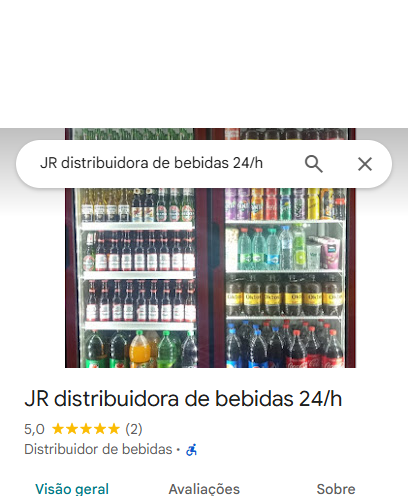 JR distribuidora de bebidas 24/h
JR distribuidora de bebidas 24/h
5,0 ★★★★★ (2)
Distribuidor de bebidas ·
Visão geral Avaliações Sobre